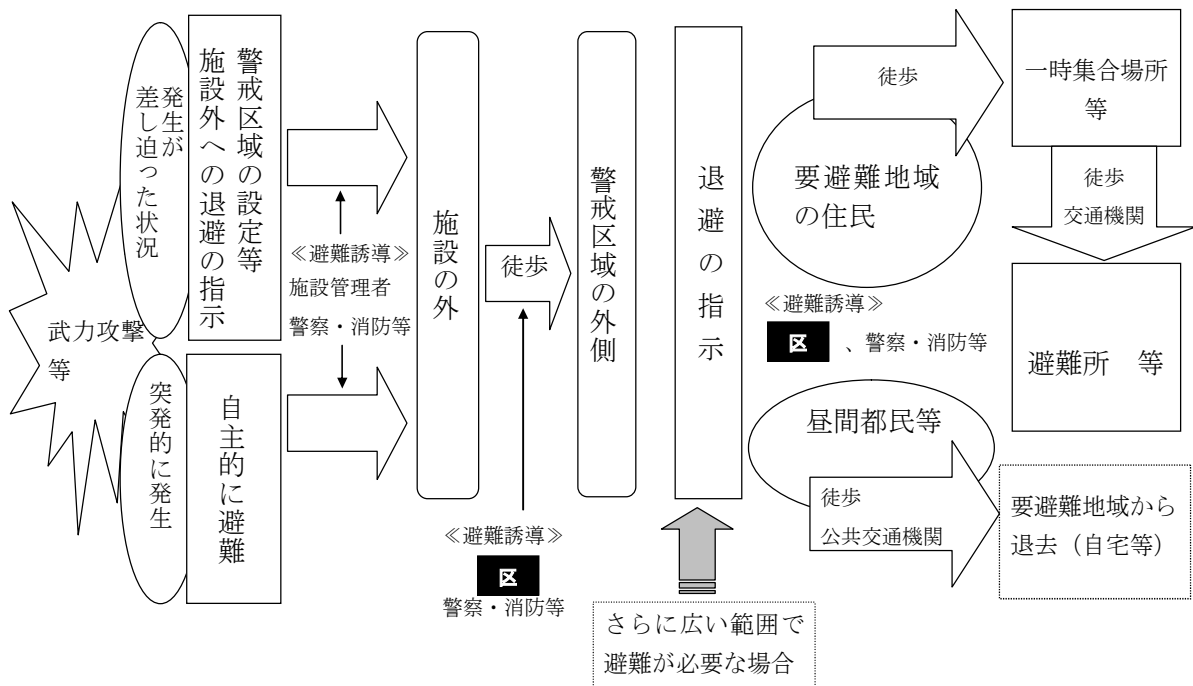 武力攻撃
等
発生が
差し迫った状況
警戒区域の設定等
施設外への退避の指示
突発的に発生
自主的に避難
≪避難誘導≫
施設管理者
警察・消防等
施設の外
徒歩
≪避難誘導≫
区
警察・消防等
警戒区域の外側
退避の指示
さらに広い範囲で
避難が必要な場合
要避難地域
の住民
徒歩
一時集合場所
等
徒歩
交通機関
避難所　等
≪避難誘導≫
区 、警察・消防等
昼間都民等
徒歩
公共交通機関
要避難地域から
退去（自宅等）